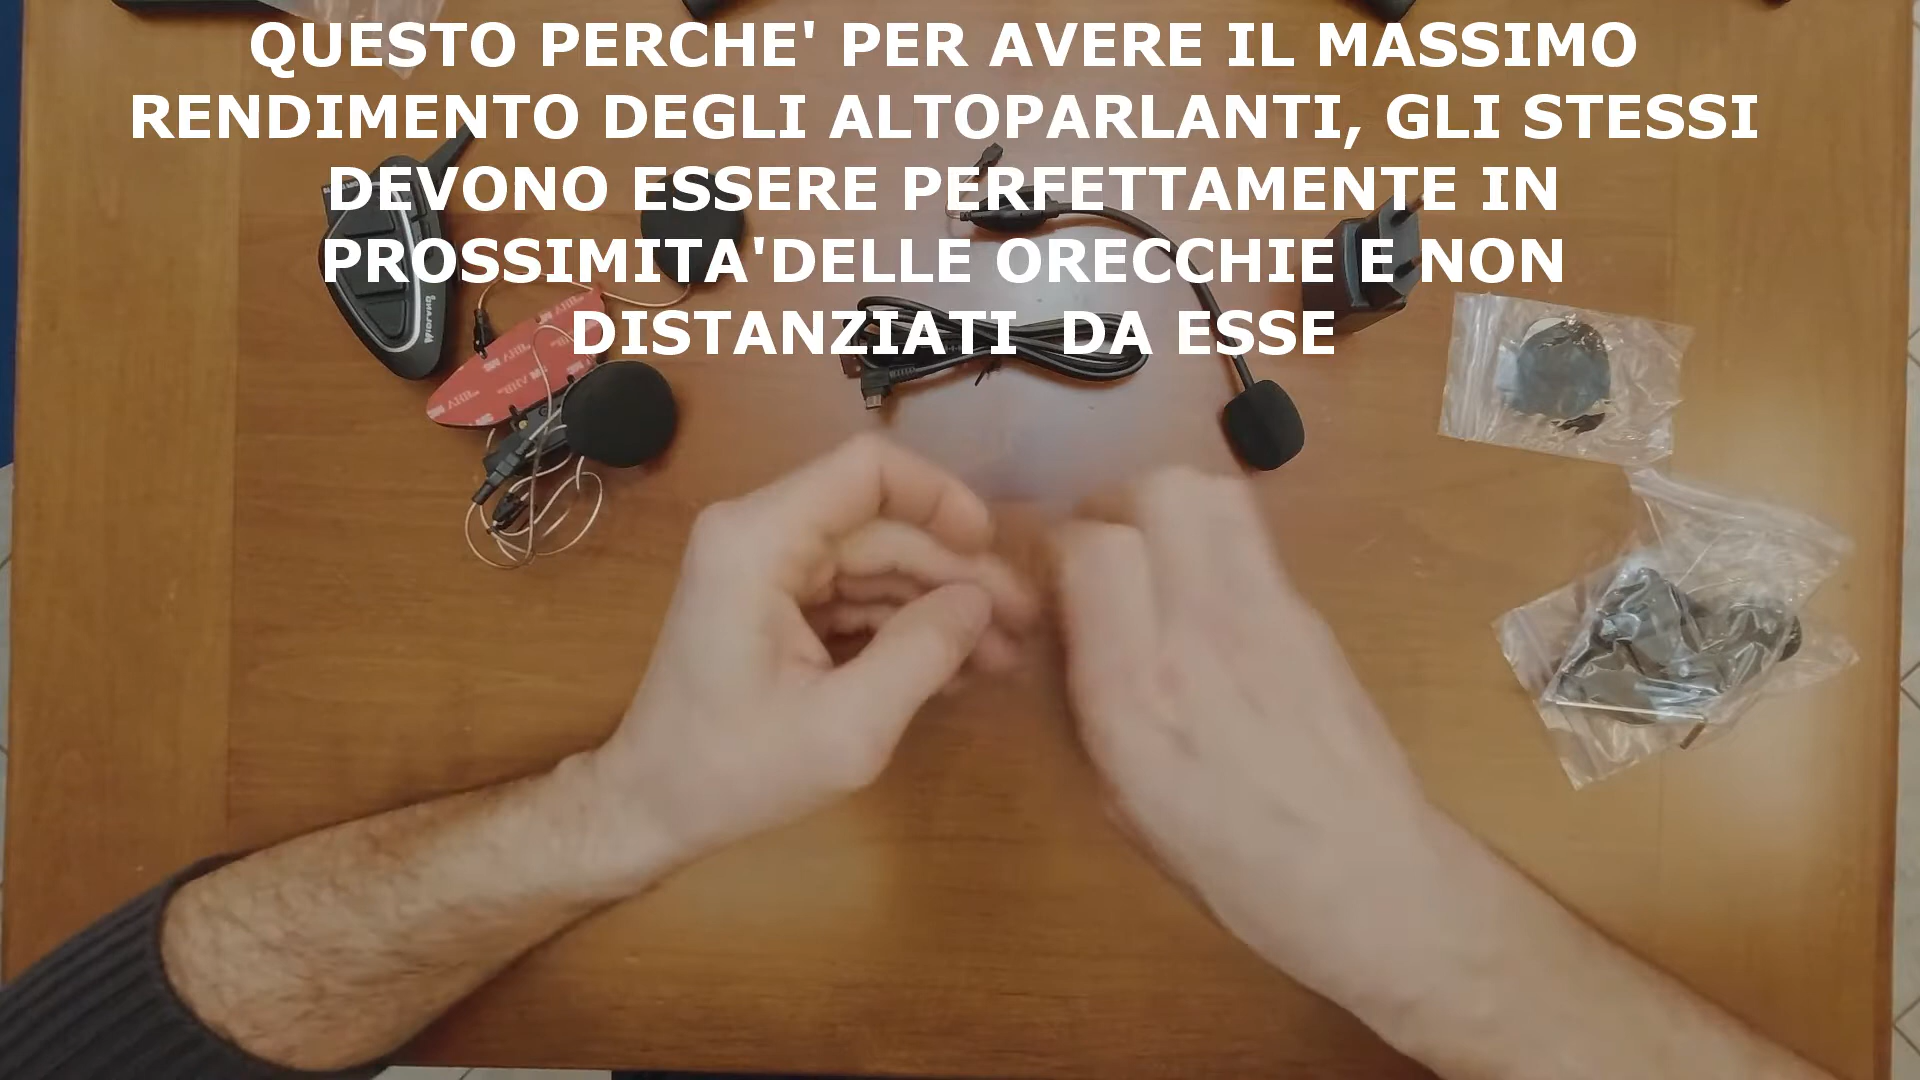 QUESTO PERCHE' PER AVERE IL MASSIMO
RENDIMENTO DEGLI ALTOPARLANTI, GLI STESSI
DEVONO ESSERE PERFETTAMENTE IN
PROSSIMITA'DELLE ORECCHIE E NON
DISTANZIATI DA ESSE